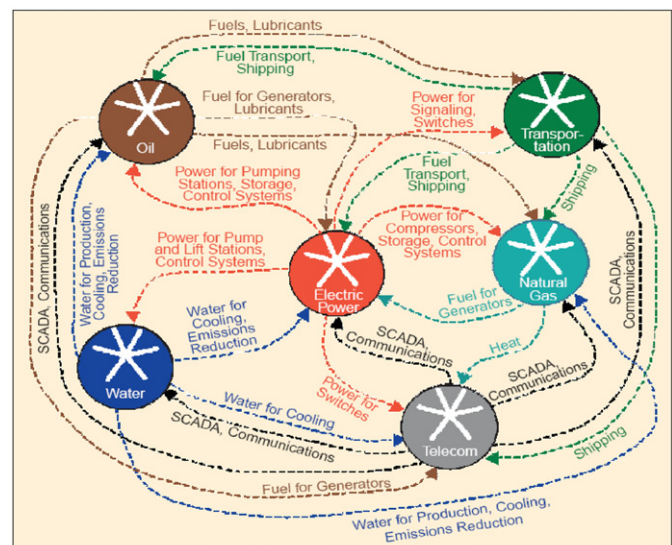 Fuels, Lubricants
Fuel Transport,
Shipping
Fuel for Generators,
Lubricants
Power for
Signaling,
Switches
Oil
Transpor-
tation
Fuels, Lubricants
Fuel
Transport,
Shipping
Shipping
Power for Pumping
Stations, Storage,
Control Systems
Power for
Compressors,
Storage, Control
Systems
SCADA, Communications
Water for Production,
Cooling, Emissions
Reduction
Power for Pump
and Lift Stations,
Control Systems
SCADA,
Communications
Electric
Power
Natural
Gas
Water for
Cooling,
Emissions
Reduction
Fuel for
Generators
SCADA,
Communications
Heat
SCADA,
Communications
Water
Power for
Switches
Water for Cooling
SCADA,
Communications
Telecom
Shipping
Fuel for Generators
Water for Production, Cooling,
Emissions Reduction